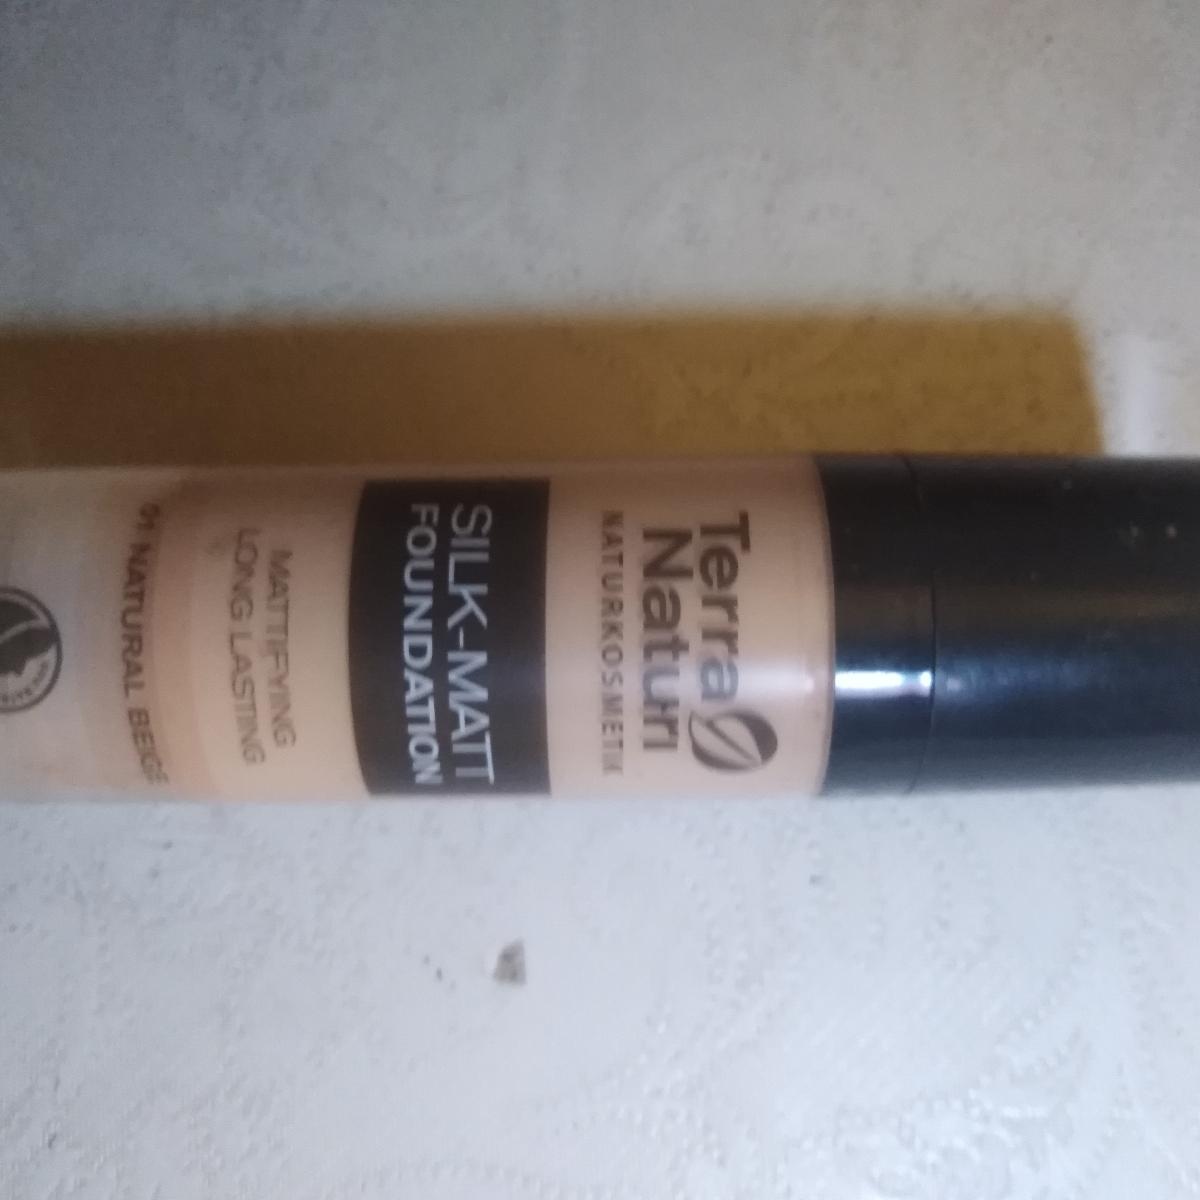 Terra
Naturi
NATURKOSMETIK
SILK-MATT
FOUNDATION
MATTIFYING
LONG LASTING
01 NATURAL BEIGE